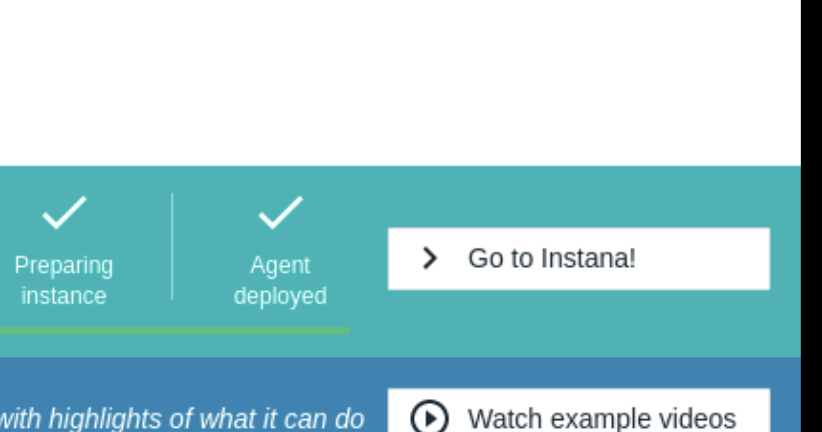 Preparing
instance
Agent
deployed
Go to Instana!
with highlights of what it can do
Watch example videos